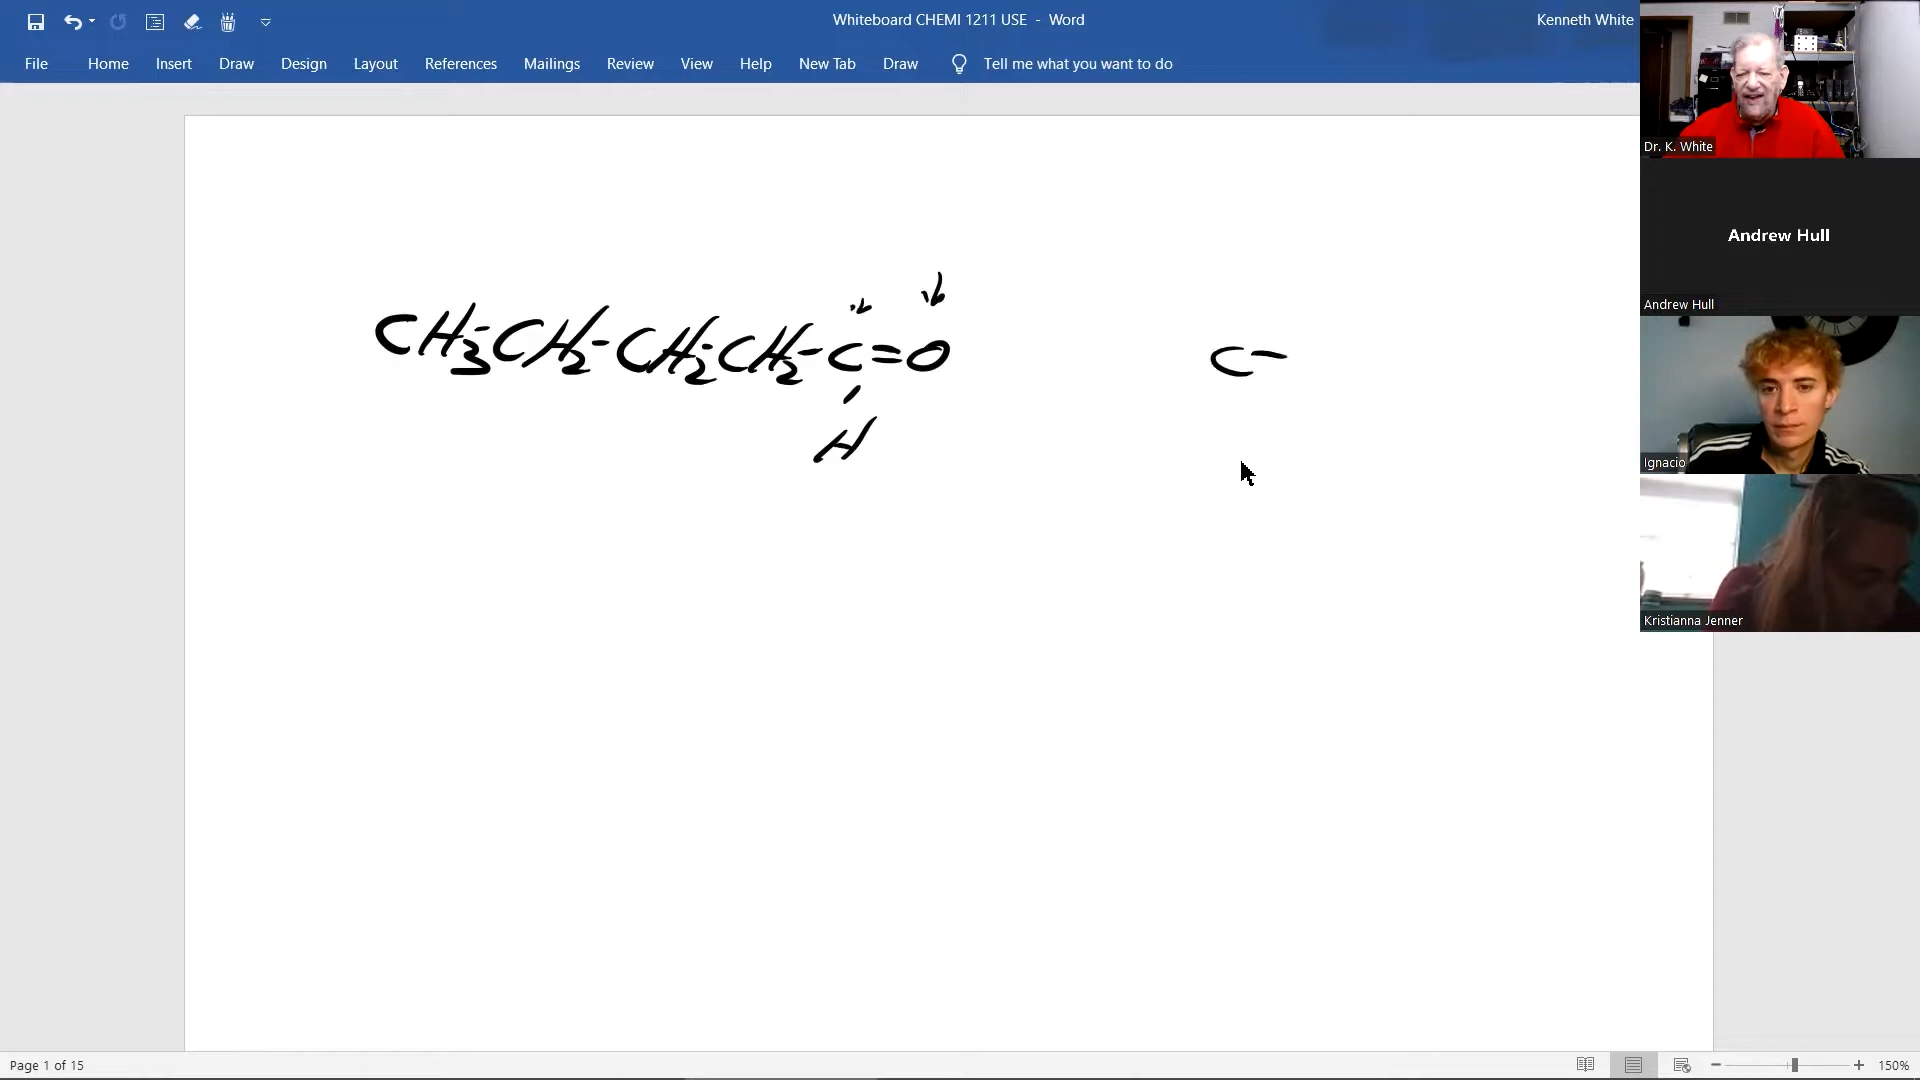 Whiteboard CHEMI 1211 USE - Word
Kenneth White
File Home Insert Draw Design Layout References Mailings Review View Help New Tab Draw Tell me what you want to do
Dr. K. White
Andrew Hull
Andrew Hull
Ignacio
Kristianna Jenner
CH3-CH2-CH2-CH2-C=O
H
C-
Page 1 of 15
150%